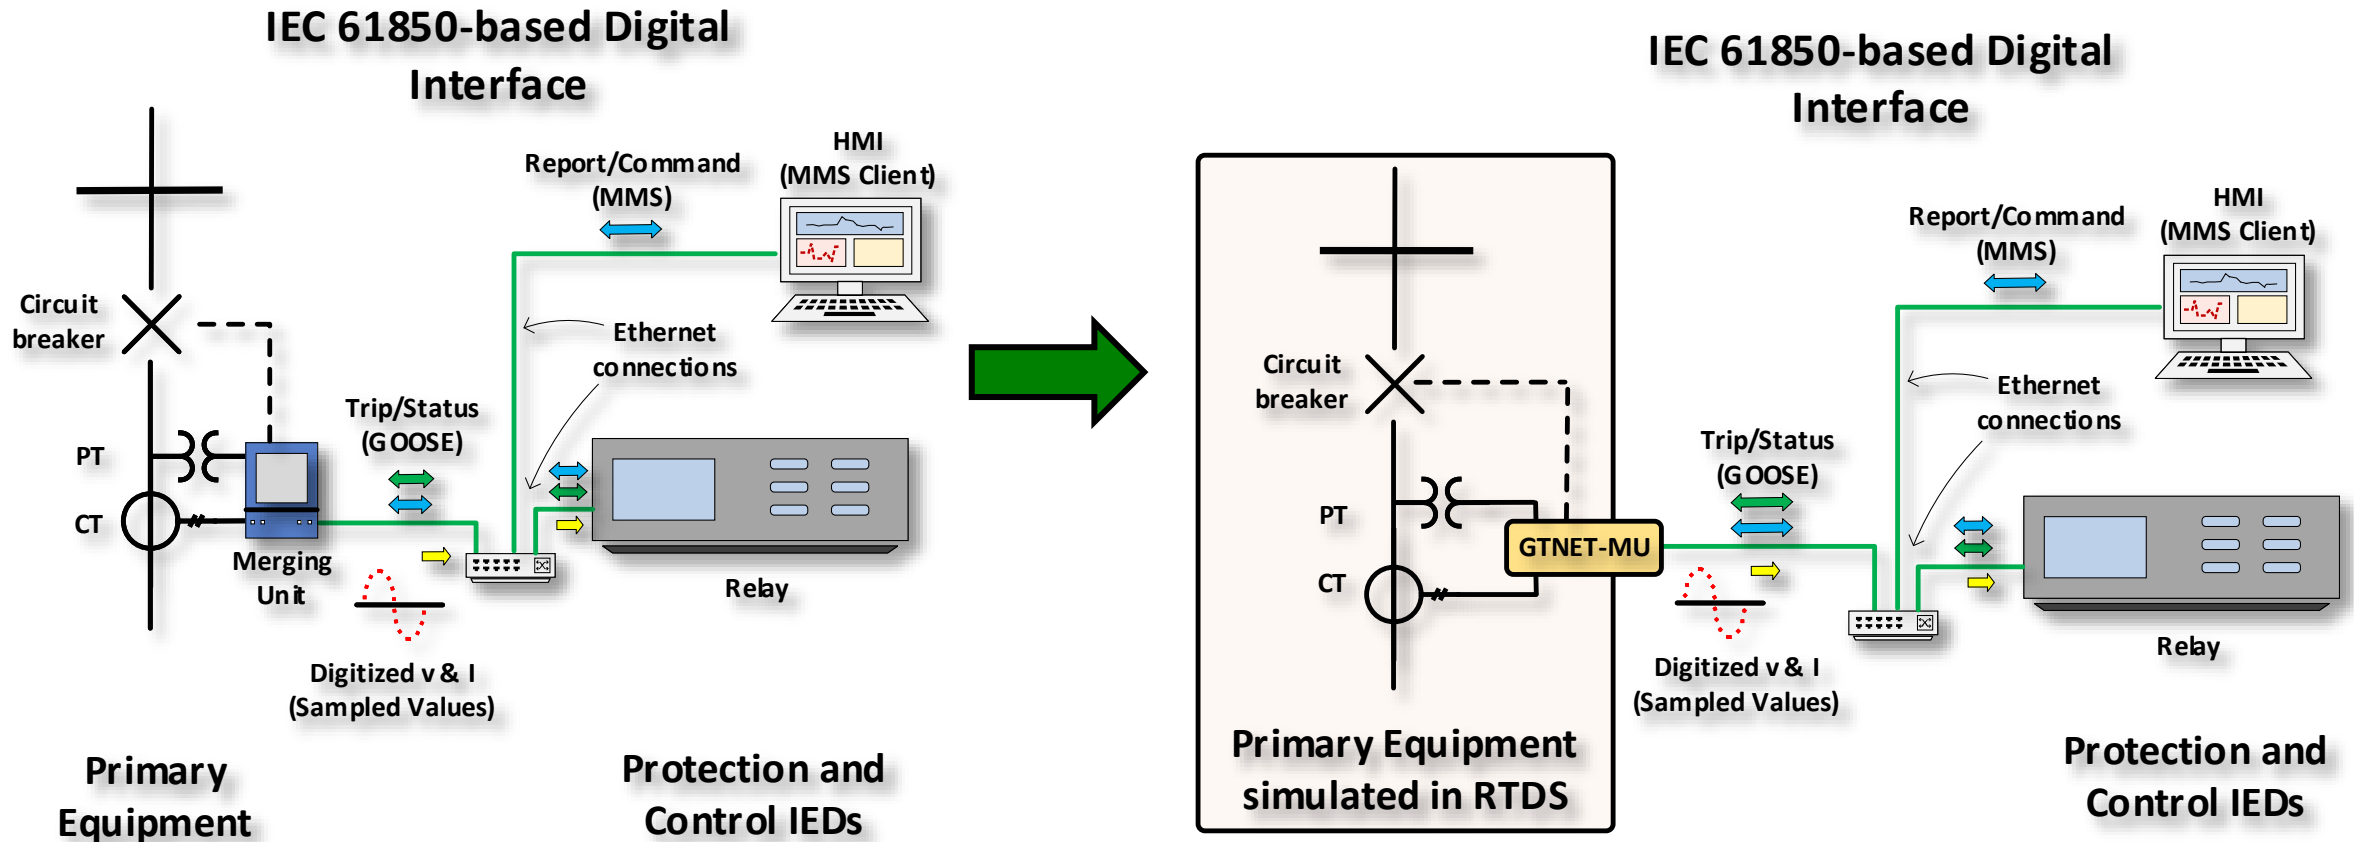 IEC 61850-based Digital
Interface
HMI
(MMS Client)
Report/Command
(MMS)
Circuit
breaker
Ethernet
connections
Trip/Status
(GOOSE)
PT
CT
Merging
Unit
Relay
Digitized v & I
(Sampled Values)
Primary
Equipment
Protection and
Control IEDs
IEC 61850-based Digital
Interface
HMI
(MMS Client)
Report/Command
(MMS)
Circuit
breaker
Ethernet
connections
Trip/Status
(GOOSE)
PT
GTNET-MU
CT
Relay
Digitized v & I
(Sampled Values)
Primary Equipment
simulated in RTDS
Protection and
Control IEDs